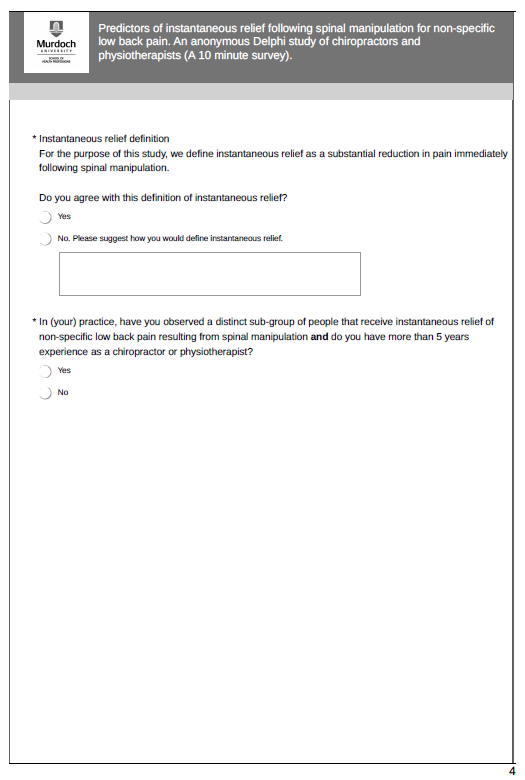 Murdoch
UNIVERSITY
SCHOOL OF
HEALTH PROFESSIONS
Predictors of instantaneous relief following spinal manipulation for non-specific
low back pain. An anonymous Delphi study of chiropractors and
physiotherapists (A 10 minute survey).
* Instantaneous relief definition
For the purpose of this study, we define instantaneous relief as a substantial reduction in pain immediately
following spinal manipulation.
Do you agree with this definition of instantaneous relief?
Yes
No. Please suggest how you would define instantaneous relief.
* In (your) practice, have you observed a distinct sub-group of people that receive instantaneous relief of
non-specific low back pain resulting from spinal manipulation and do you have more than 5 years
experience as a chiropractor or physiotherapist?
Yes
No
4